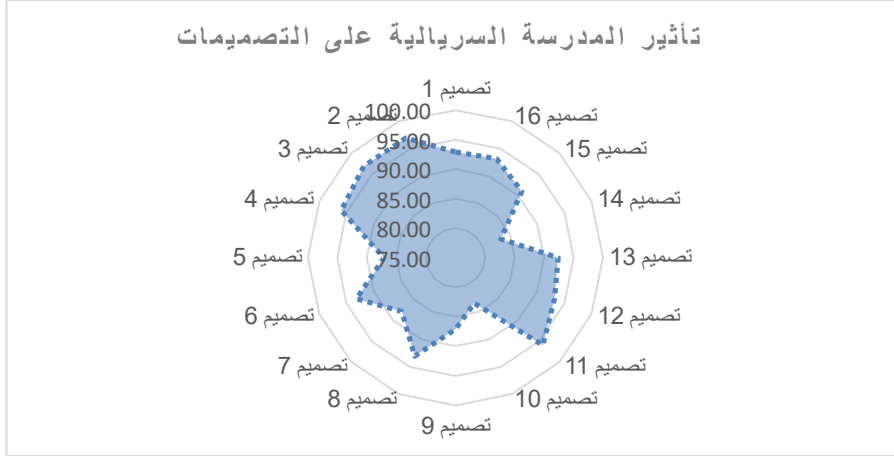 تأثير المدرسة السريالية على التصميمات
تصميم 1
تصميم 2
تصميم 3
تصميم 4
تصميم 5
تصميم 6
تصميم 7
تصميم 8
تصميم 9
تصميم 10
تصميم 11
تصميم 12
تصميم 13
تصميم 14
تصميم 15
تصميم 16
100.00
95.00
90.00
85.00
80.00
75.00